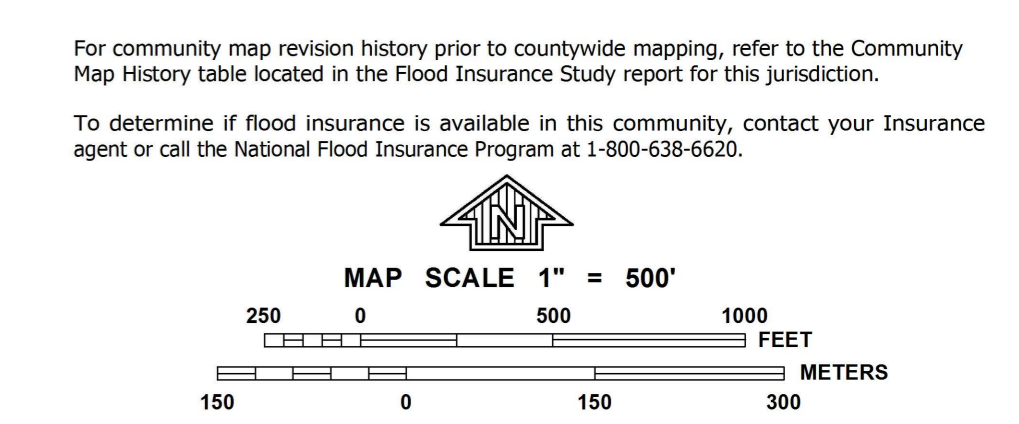 For community map revision history prior to countywide mapping, refer to the Community
Map History table located in the Flood Insurance Study report for this jurisdiction.
To determine if flood insurance is available in this community, contact your Insurance
agent or call the National Flood Insurance Program at 1-800-638-6620.
N
MAP SCALE 1" = 500'
250 0 500 1000
FEET
METERS
150 0 150 300